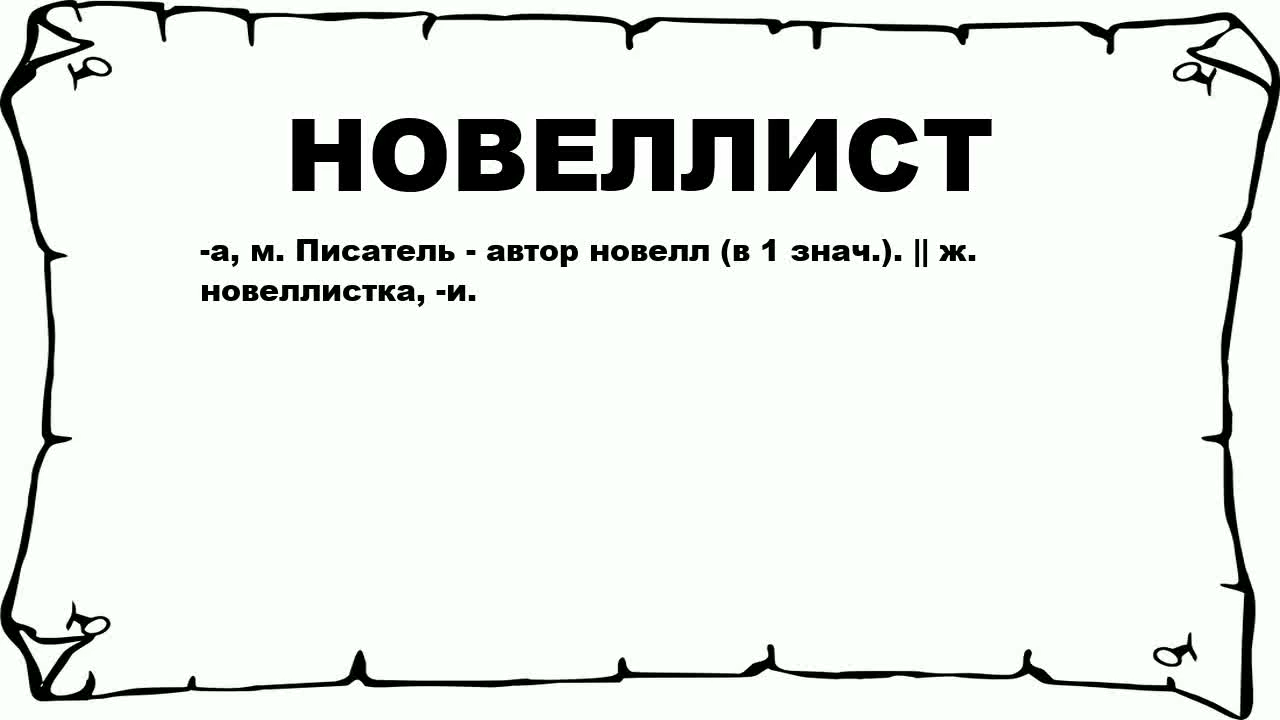 НОВЕЛЛИСТ
-а, м. Писатель - автор новелл (в 1 знач.). || ж.
новеллистка, -и.